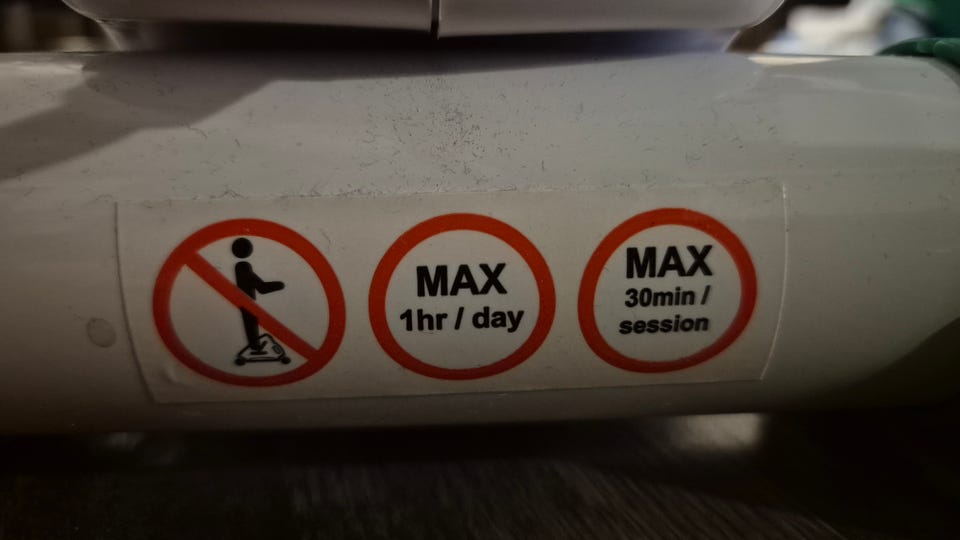 MAX
1hr / day
MAX
30min /
session